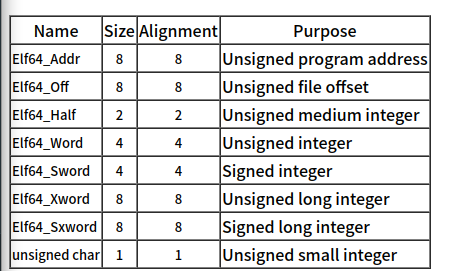 Name Size Alignment Purpose
Elf64_Addr 8 8 Unsigned program address
Elf64_Off 8 8 Unsigned file offset
Elf64_Half 2 2 Unsigned medium integer
Elf64_Word 4 4 Unsigned integer
Elf64_Sword 4 4 Signed integer
Elf64_Xword 8 8 Unsigned long integer
Elf64_Sxword 8 8 Signed long integer
unsigned char 1 1 Unsigned small integer